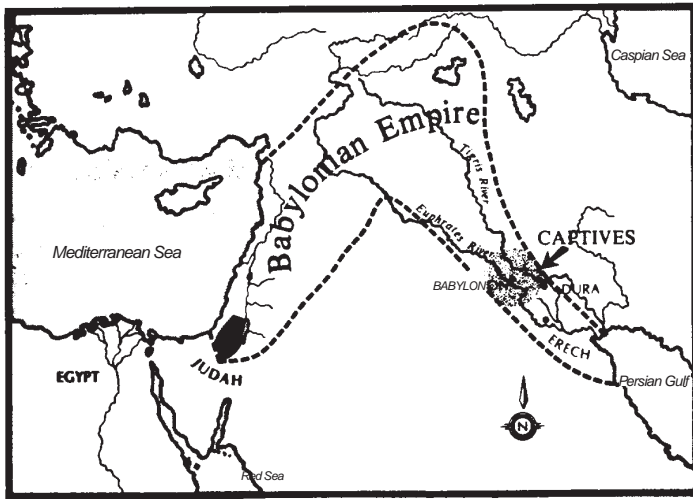 Caspian Sea
Babyloman Empire
Tigris River
Euphrates River
CAPTIVES
Mediterranean Sea
BABYLON
DURA
ERECH
JUDAH
EGYPT
Persian Gulf
N
Red Sea